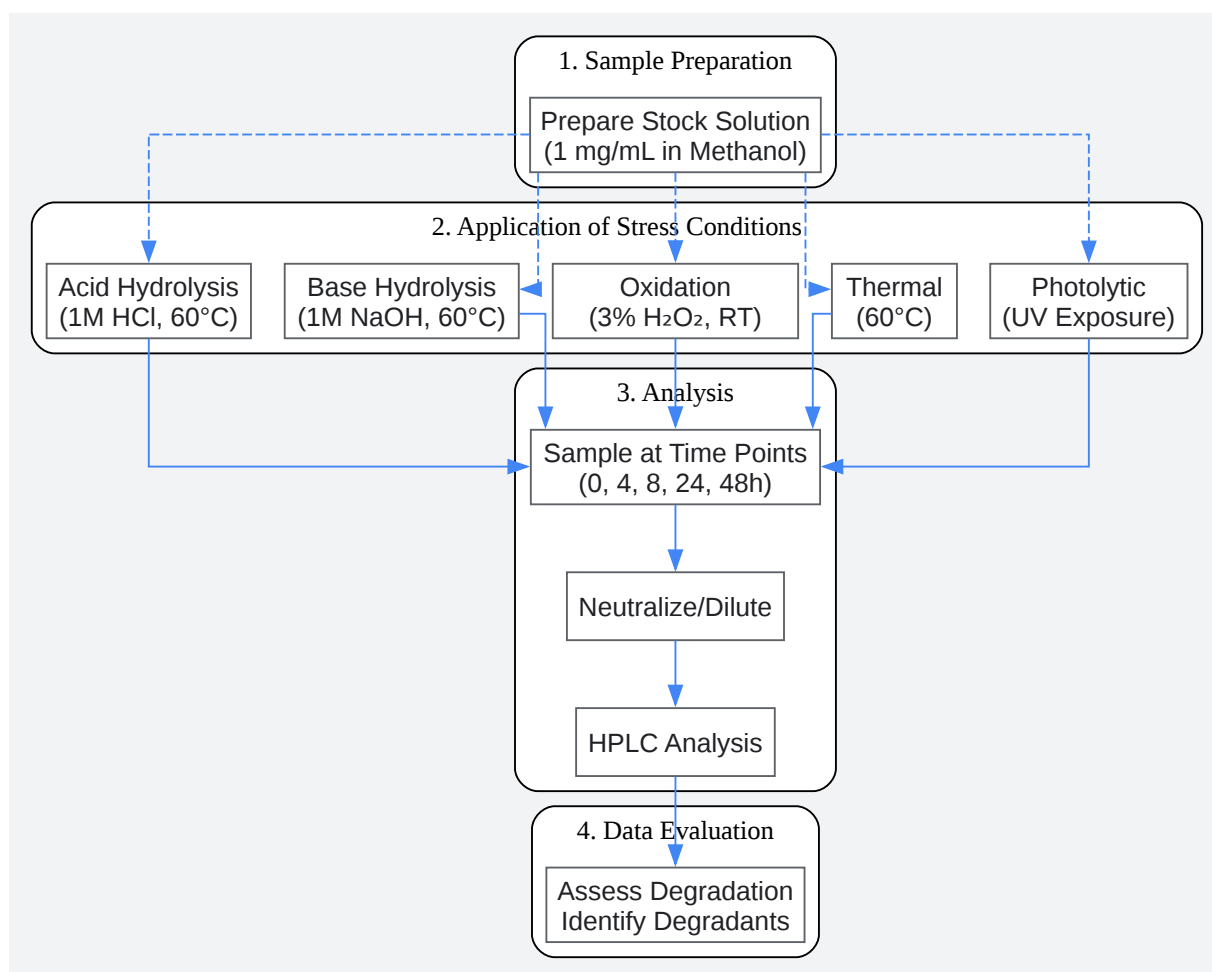 1. Sample Preparation
Prepare Stock Solution
(1 mg/mL in Methanol)
2. Application of Stress Conditions
Acid Hydrolysis
(1M HCl, 60°C)
Base Hydrolysis
(1M NaOH, 60°C)
Oxidation
(3% H₂O₂, RT)
Thermal
(60°C)
Photolytic
(UV Exposure)
3. Analysis
Sample at Time Points
(0, 4, 8, 24, 48h)
Neutralize/Dilute
HPLC Analysis
4. Data Evaluation
Assess Degradation
Identify Degradants